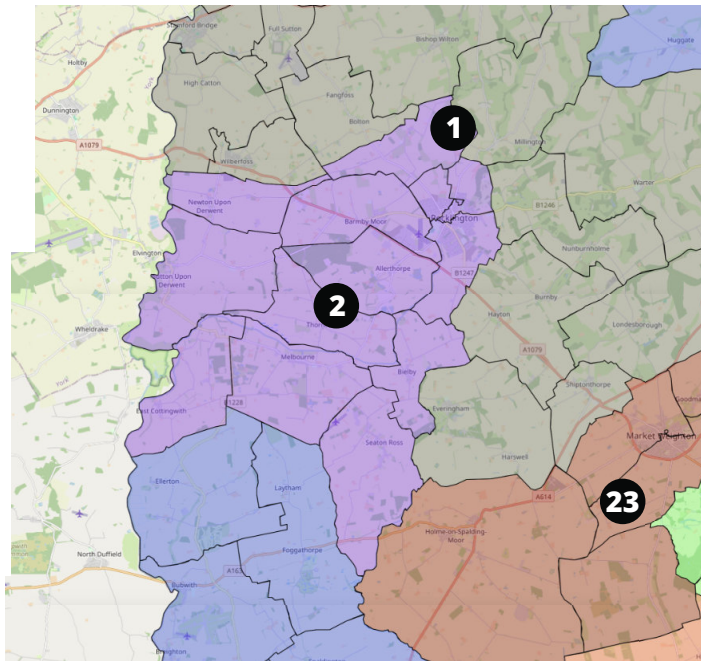 Stamford Bridge
Full Sutton
Bishop Wilton
Huggate
Holtby
High Catton
Fangfoss
Dunnington
York
Bolton
1
A1079
Millington
Wilberfoss
Warter
Newton Upon
Derwent
B1246
Barmby Moor
Pocklington
Elvington
Nunburnholme
Sutton Upon
Derwent
Allerthorpe
B1247
Burnby
Hayton
2
Londesborough
Wheldrake
A1079
Melbourne
Bielby
York
Shiptonthorpe
B1228
Everingham
East Cottingwith
Market Weighton
Seaton Ross
Harswell
Ellerton
Laytham
A614
23
Holme-on-Spalding-
Moor
North Duffield
Foggathorpe
Bubwith
Breighton